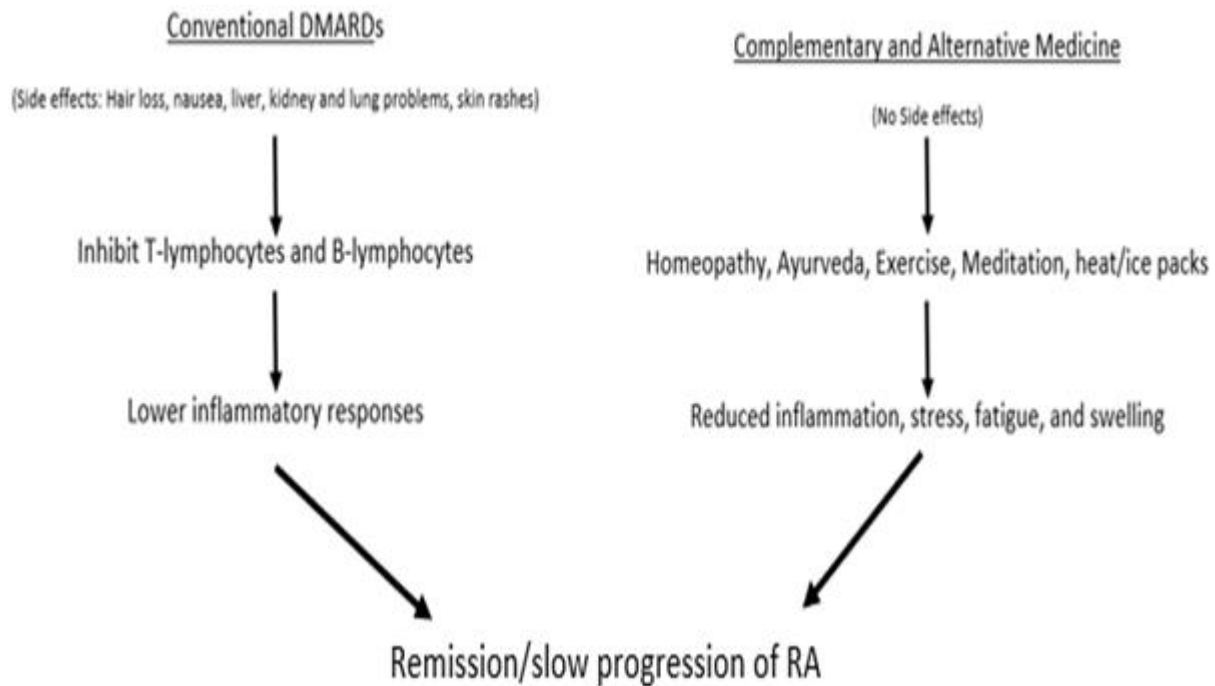 Conventional DMARDs
(Side effects: Hair loss, nausea, liver, kidney and lung problems, skin rashes)
Inhibit T-lymphocytes and B-lymphocytes
Lower inflammatory responses
Complementary and Alternative Medicine
(No Side effects)
Homeopathy, Ayurveda, Exercise, Meditation, heat/ice packs
Reduced inflammation, stress, fatigue, and swelling
Remission/slow progression of RA